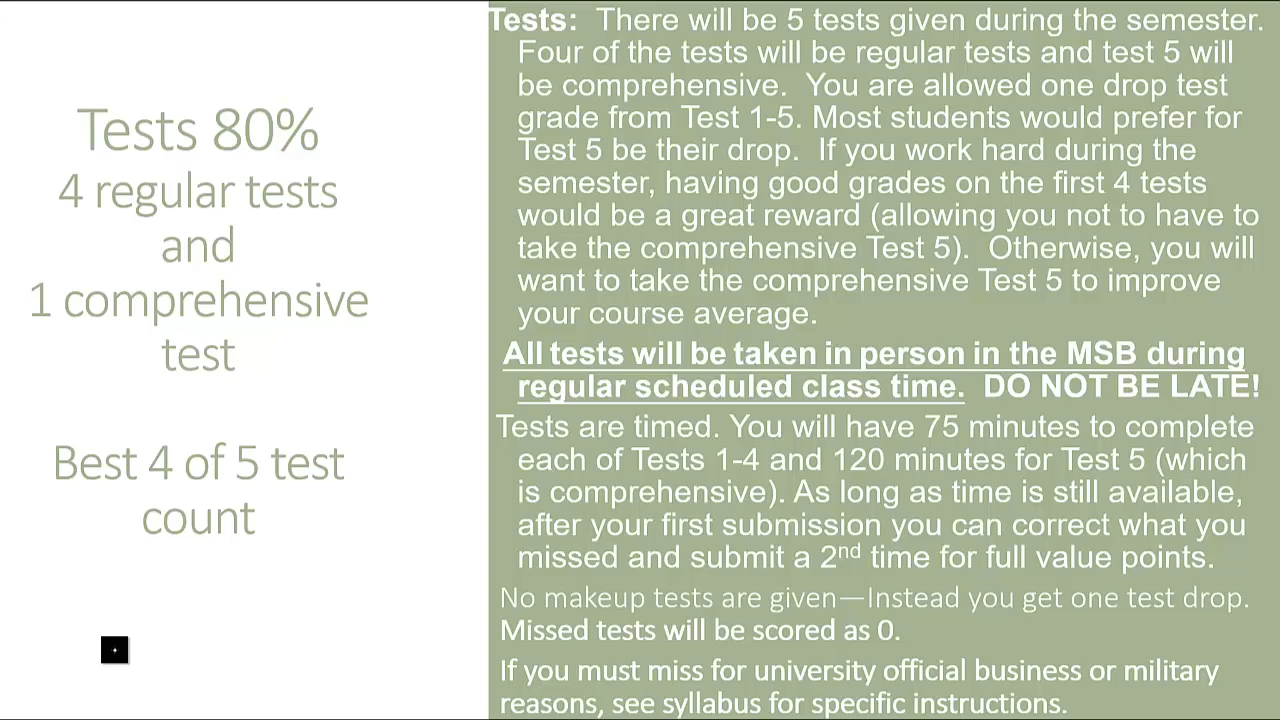 Tests 80%
4 regular tests
and
1 comprehensive
test
Best 4 of 5 test
count
Tests: There will be 5 tests given during the semester.
Four of the tests will be regular tests and test 5 will
be comprehensive. You are allowed one drop test
grade from Test 1-5. Most students would prefer for
Test 5 be their drop. If you work hard during the
semester, having good grades on the first 4 tests
would be a great reward (allowing you not to have to
take the comprehensive Test 5). Otherwise, you will
want to take the comprehensive Test 5 to improve
your course average.
All tests will be taken in person in the MSB during
regular scheduled class time. DO NOT BE LATE!
Tests are timed. You will have 75 minutes to complete
each of Tests 1-4 and 120 minutes for Test 5 (which
is comprehensive). As long as time is still available,
after your first submission you can correct what you
missed and submit a 2nd time for full value points.
No makeup tests are given—Instead you get one test drop.
Missed tests will be scored as 0.
If you must miss for university official business or military
reasons, see syllabus for specific instructions.